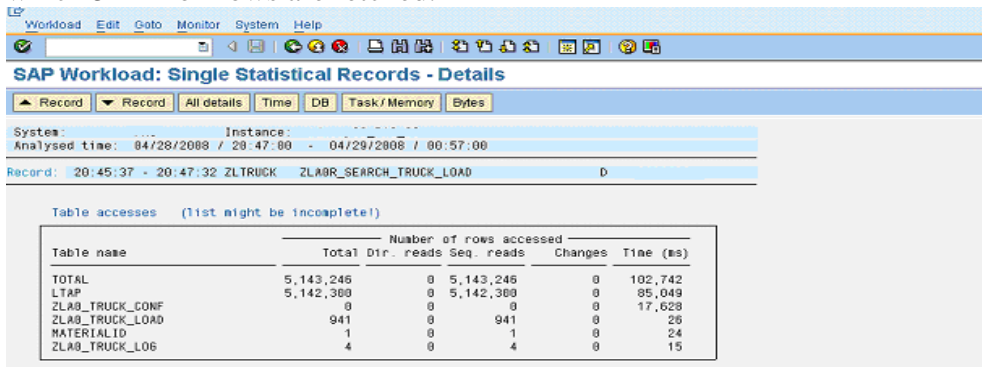 Workload Edit Goto Monitor System Help
SAP Workload: Single Statistical Records - Details
Record Record All details Time DB Task/Memory Bytes
System: Instance:
Analysed time: 04/28/2008 / 20:47:00 - 04/29/2008 / 00:57:00
Record: 20:45:37 - 20:47:32 ZLTRUCK ZLA0R_SEARCH_TRUCK_LOAD D
Table accesses (list might be incomplete!)
Number of rows accessed
Table name Total Dir. reads Seq. reads Changes Time (ms)
TOTAL 5,143,246 0 5,143,246 0 102,742
LTAP 5,142,300 0 5,142,300 0 85,049
ZLA0_TRUCK_CONF 0 0 0 0 17,628
ZLA0_TRUCK_LOAD 941 0 941 0 26
MATERIALID 1 0 1 0 24
ZLA0_TRUCK_LOG 4 0 4 0 15